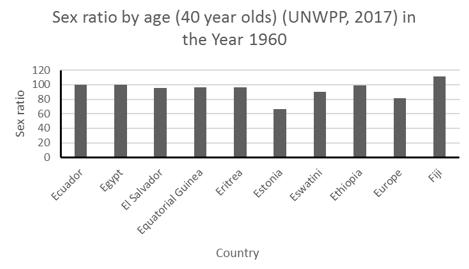 Sex ratio by age (40 year olds) (UNWPP, 2017) in
the Year 1960
120
100
80
60
40
20
0
Sex ratio
Ecuador
Egypt
El Salvador
Equatorial Guinea
Eritrea
Estonia
Eswatini
Ethiopia
Europe
Fiji
Country